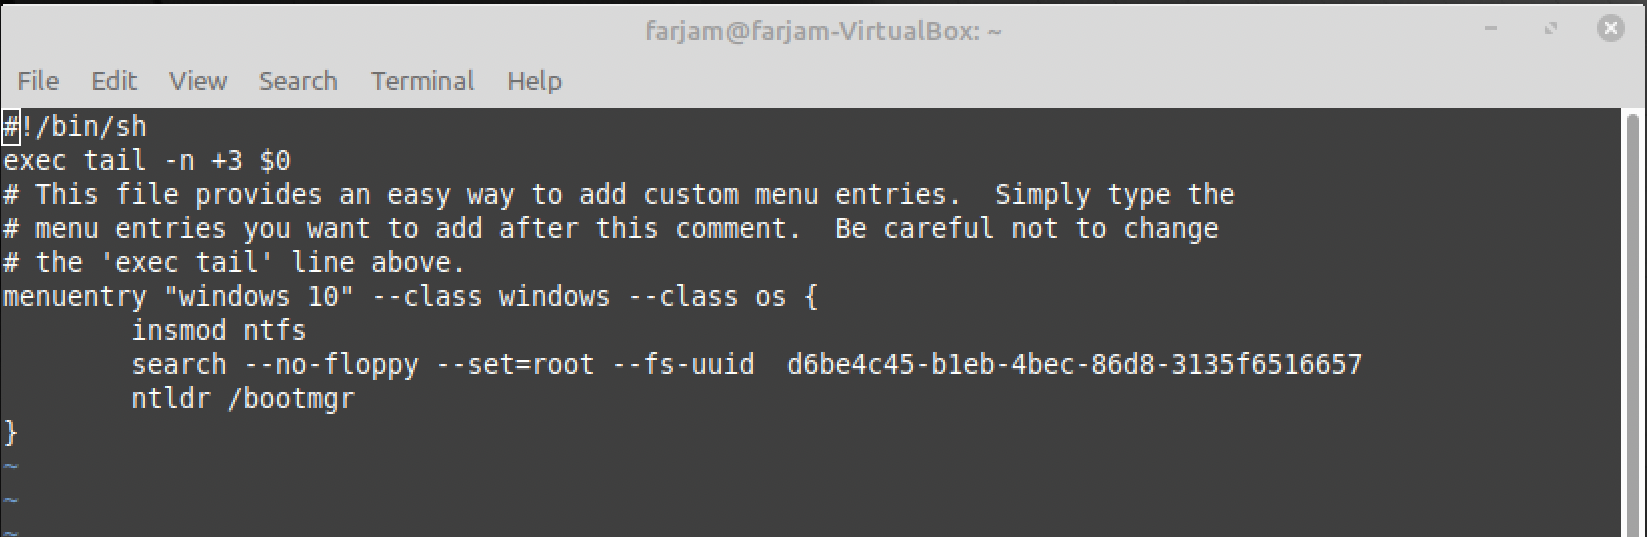 farjam@farjam-VirtualBox: ~
File Edit View Search Terminal Help
#!/bin/sh
exec tail -n +3 $0
# This file provides an easy way to add custom menu entries.  Simply type the
# menu entries you want to add after this comment.  Be careful not to change
# the 'exec tail' line above.
menuentry "windows 10" --class windows --class os {
        insmod ntfs
        search --no-floppy --set=root --fs-uuid  d6be4c45-b1eb-4bec-86d8-3135f6516657
        ntldr /bootmgr
}
~
~
~